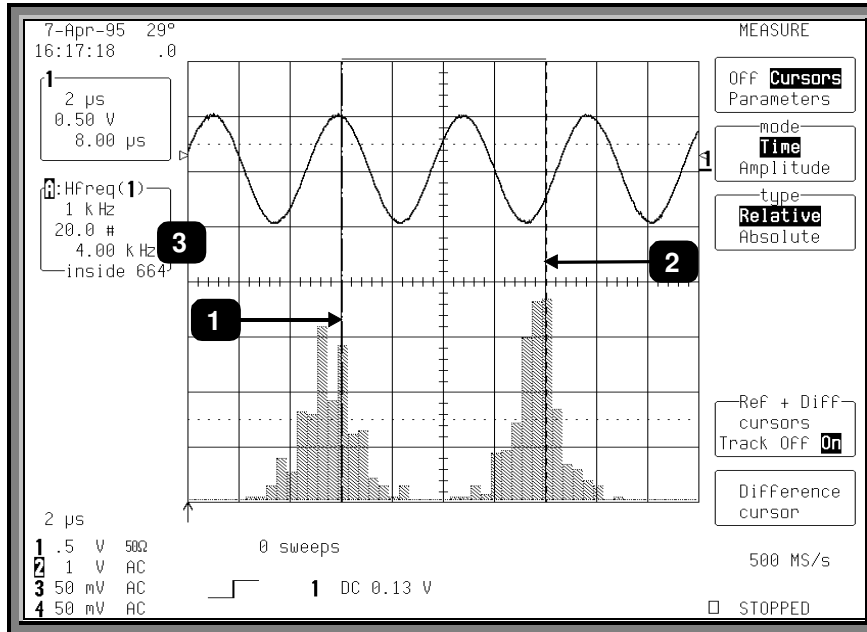 7-Apr-95 29°
16:17:18 .0
1
2 µs
0.50 V
8.00 µs
A:Hfreq(1)
1 kHz
20.0 #
4.00 kHz
inside 664
3
1
2
1
MEASURE
Off Cursors
Parameters
mode
Time
Amplitude
type
Relative
Absolute
Ref + Diff
cursors
Track Off On
Difference
cursor
2 µs
1 .5 V 50Ω
2 1 V AC
3 50 mV AC
4 50 mV AC
0 sweeps
1 DC 0.13 V
500 MS/s
STOPPED